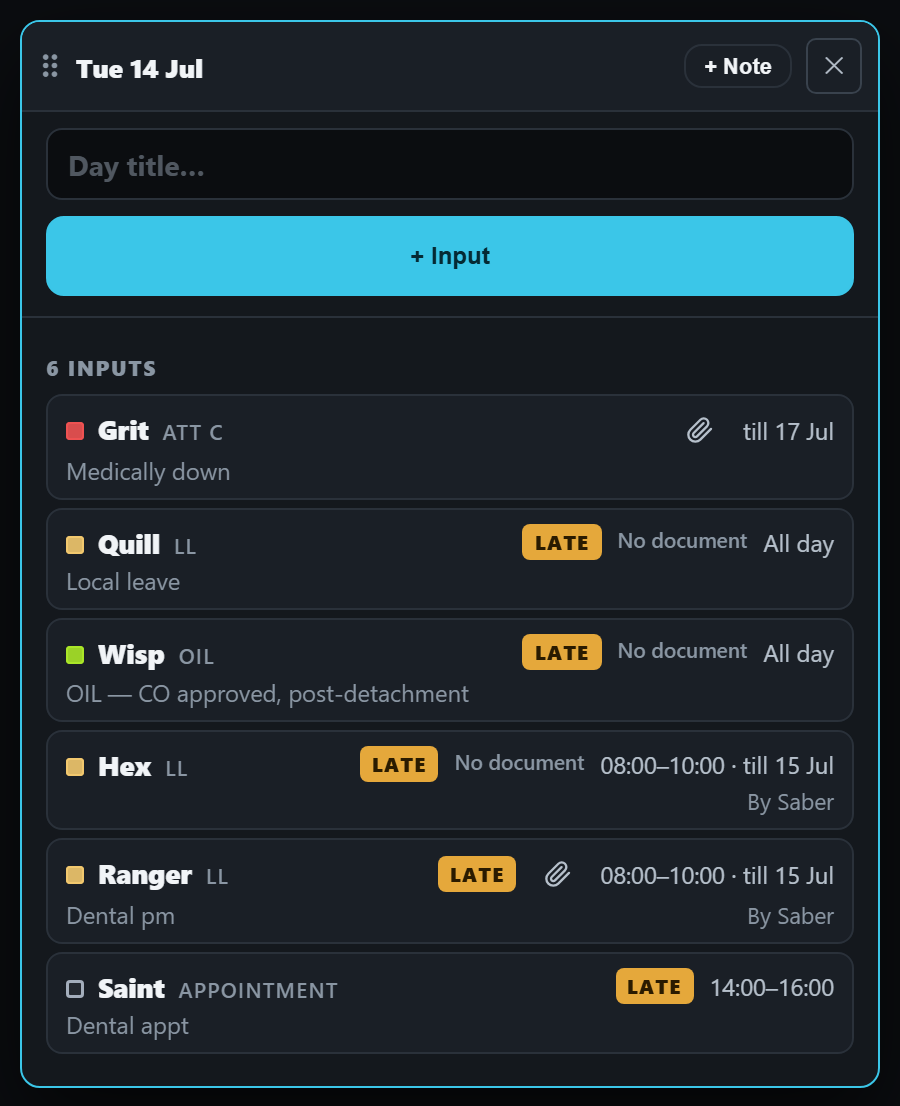 Tue 14 Jul + Note
Day title...
+ Input
6 INPUTS
Grit ATT C till 17 Jul
Medically down
Quill LL LATE No document All day
Local leave
Wisp OIL LATE No document All day
OIL — CO approved, post-detachment
Hex LL LATE No document 08:00–10:00 · till 15 Jul
By Saber
Ranger LL LATE 08:00–10:00 · till 15 Jul
Dental pm By Saber
Saint APPOINTMENT LATE 14:00–16:00
Dental appt